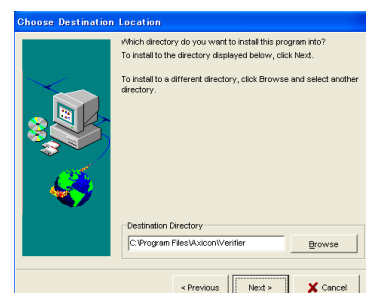 Choose Destination Location
Which directory do you want to install this program into?
To install to the directory displayed below, click Next.
To install to a different directory, click Browse and select another
directory.
Destination Directory
C:\Program Files\Axicon\Verifier
Browse
< Previous
Next >
Cancel